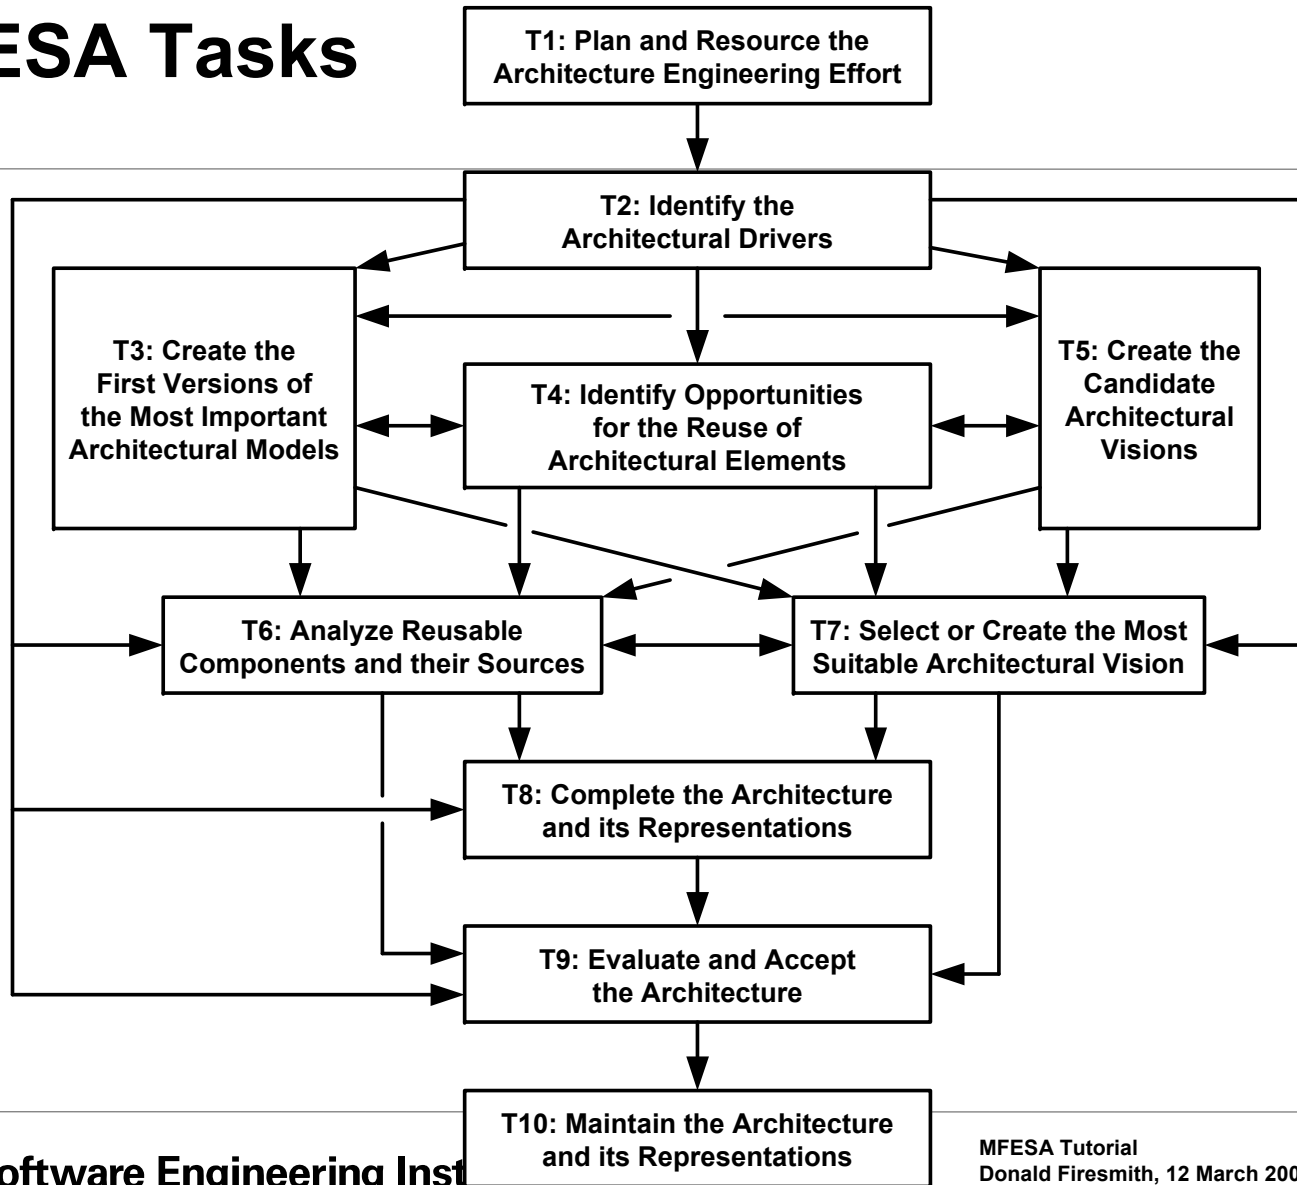 ESA Tasks
T1: Plan and Resource the
Architecture Engineering Effort
T2: Identify the
Architectural Drivers
T3: Create the
First Versions of
the Most Important
Architectural Models
T4: Identify Opportunities
for the Reuse of
Architectural Elements
T5: Create the
Candidate
Architectural
Visions
T6: Analyze Reusable
Components and their Sources
T7: Select or Create the Most
Suitable Architectural Vision
T8: Complete the Architecture
and its Representations
T9: Evaluate and Accept
the Architecture
T10: Maintain the Architecture
and its Representations
oftware Engineering Inst
MFESA Tutorial
Donald Firesmith, 12 March 200